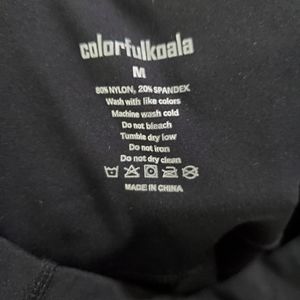 colorfulkoala
M
80% NYLON, 20% SPANDEX
Wash with like colors
Machine wash cold
Do not bleach
Tumble dry low
Do not iron
Do not dry clean
MADE IN CHINA